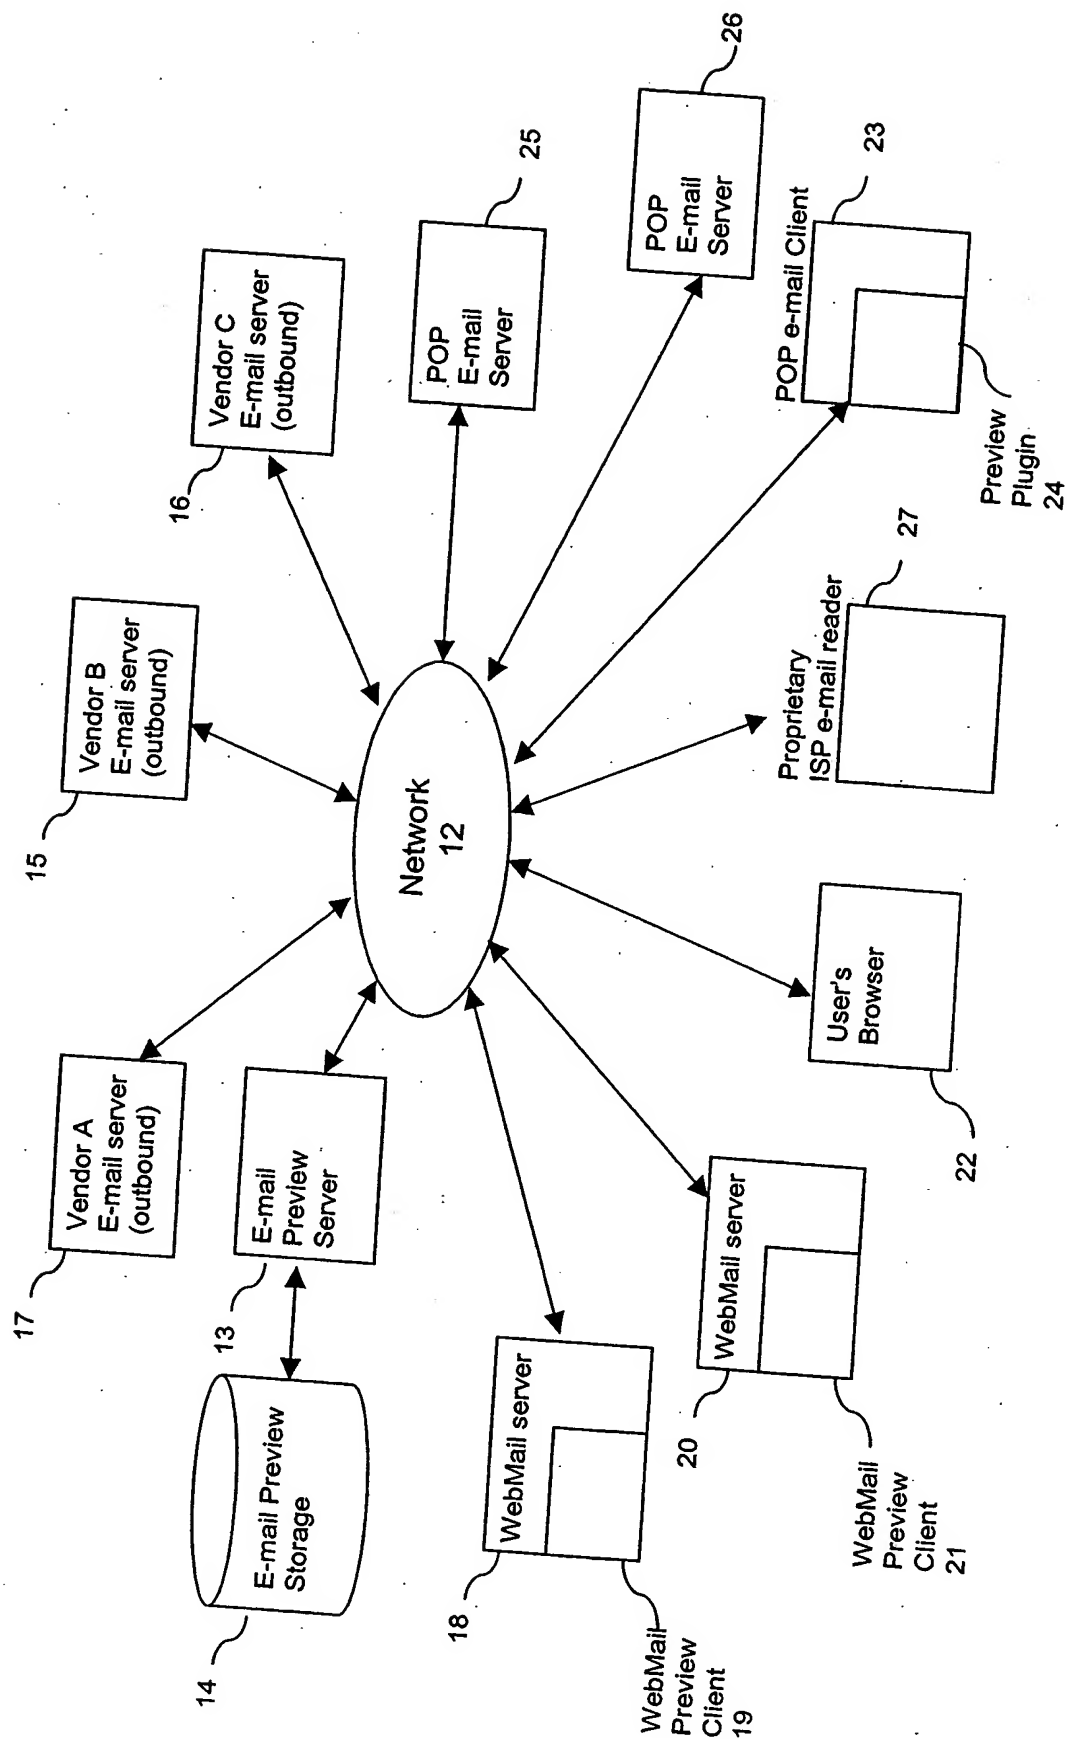 17
Vendor A
E-mail server
(outbound)
15
Vendor B
E-mail server
(outbound)
16
Vendor C
E-mail server
(outbound)
14
E-mail Preview
Storage
13
E-mail
Preview
Server
Network
12
POP
E-mail
Server
25
POP
E-mail
Server
26
18
WebMail server
WebMail
Preview
Client
19
20
WebMail server
WebMail
Preview
Client
21
User's
Browser
22
Proprietary
ISP e-mail reader
27
POP e-mail Client
23
Preview
Plugin
24